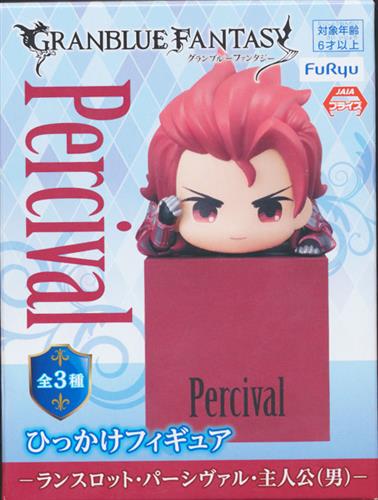 GRANBLUE FANTASY
グランブルーファンタジー
対象年齢
6才以上
FuRyu
JAIA
プライズ
Percival
Percival
全3種
ひっかけフィギュア
−ランスロット・パーシヴァル・主人公(男)−